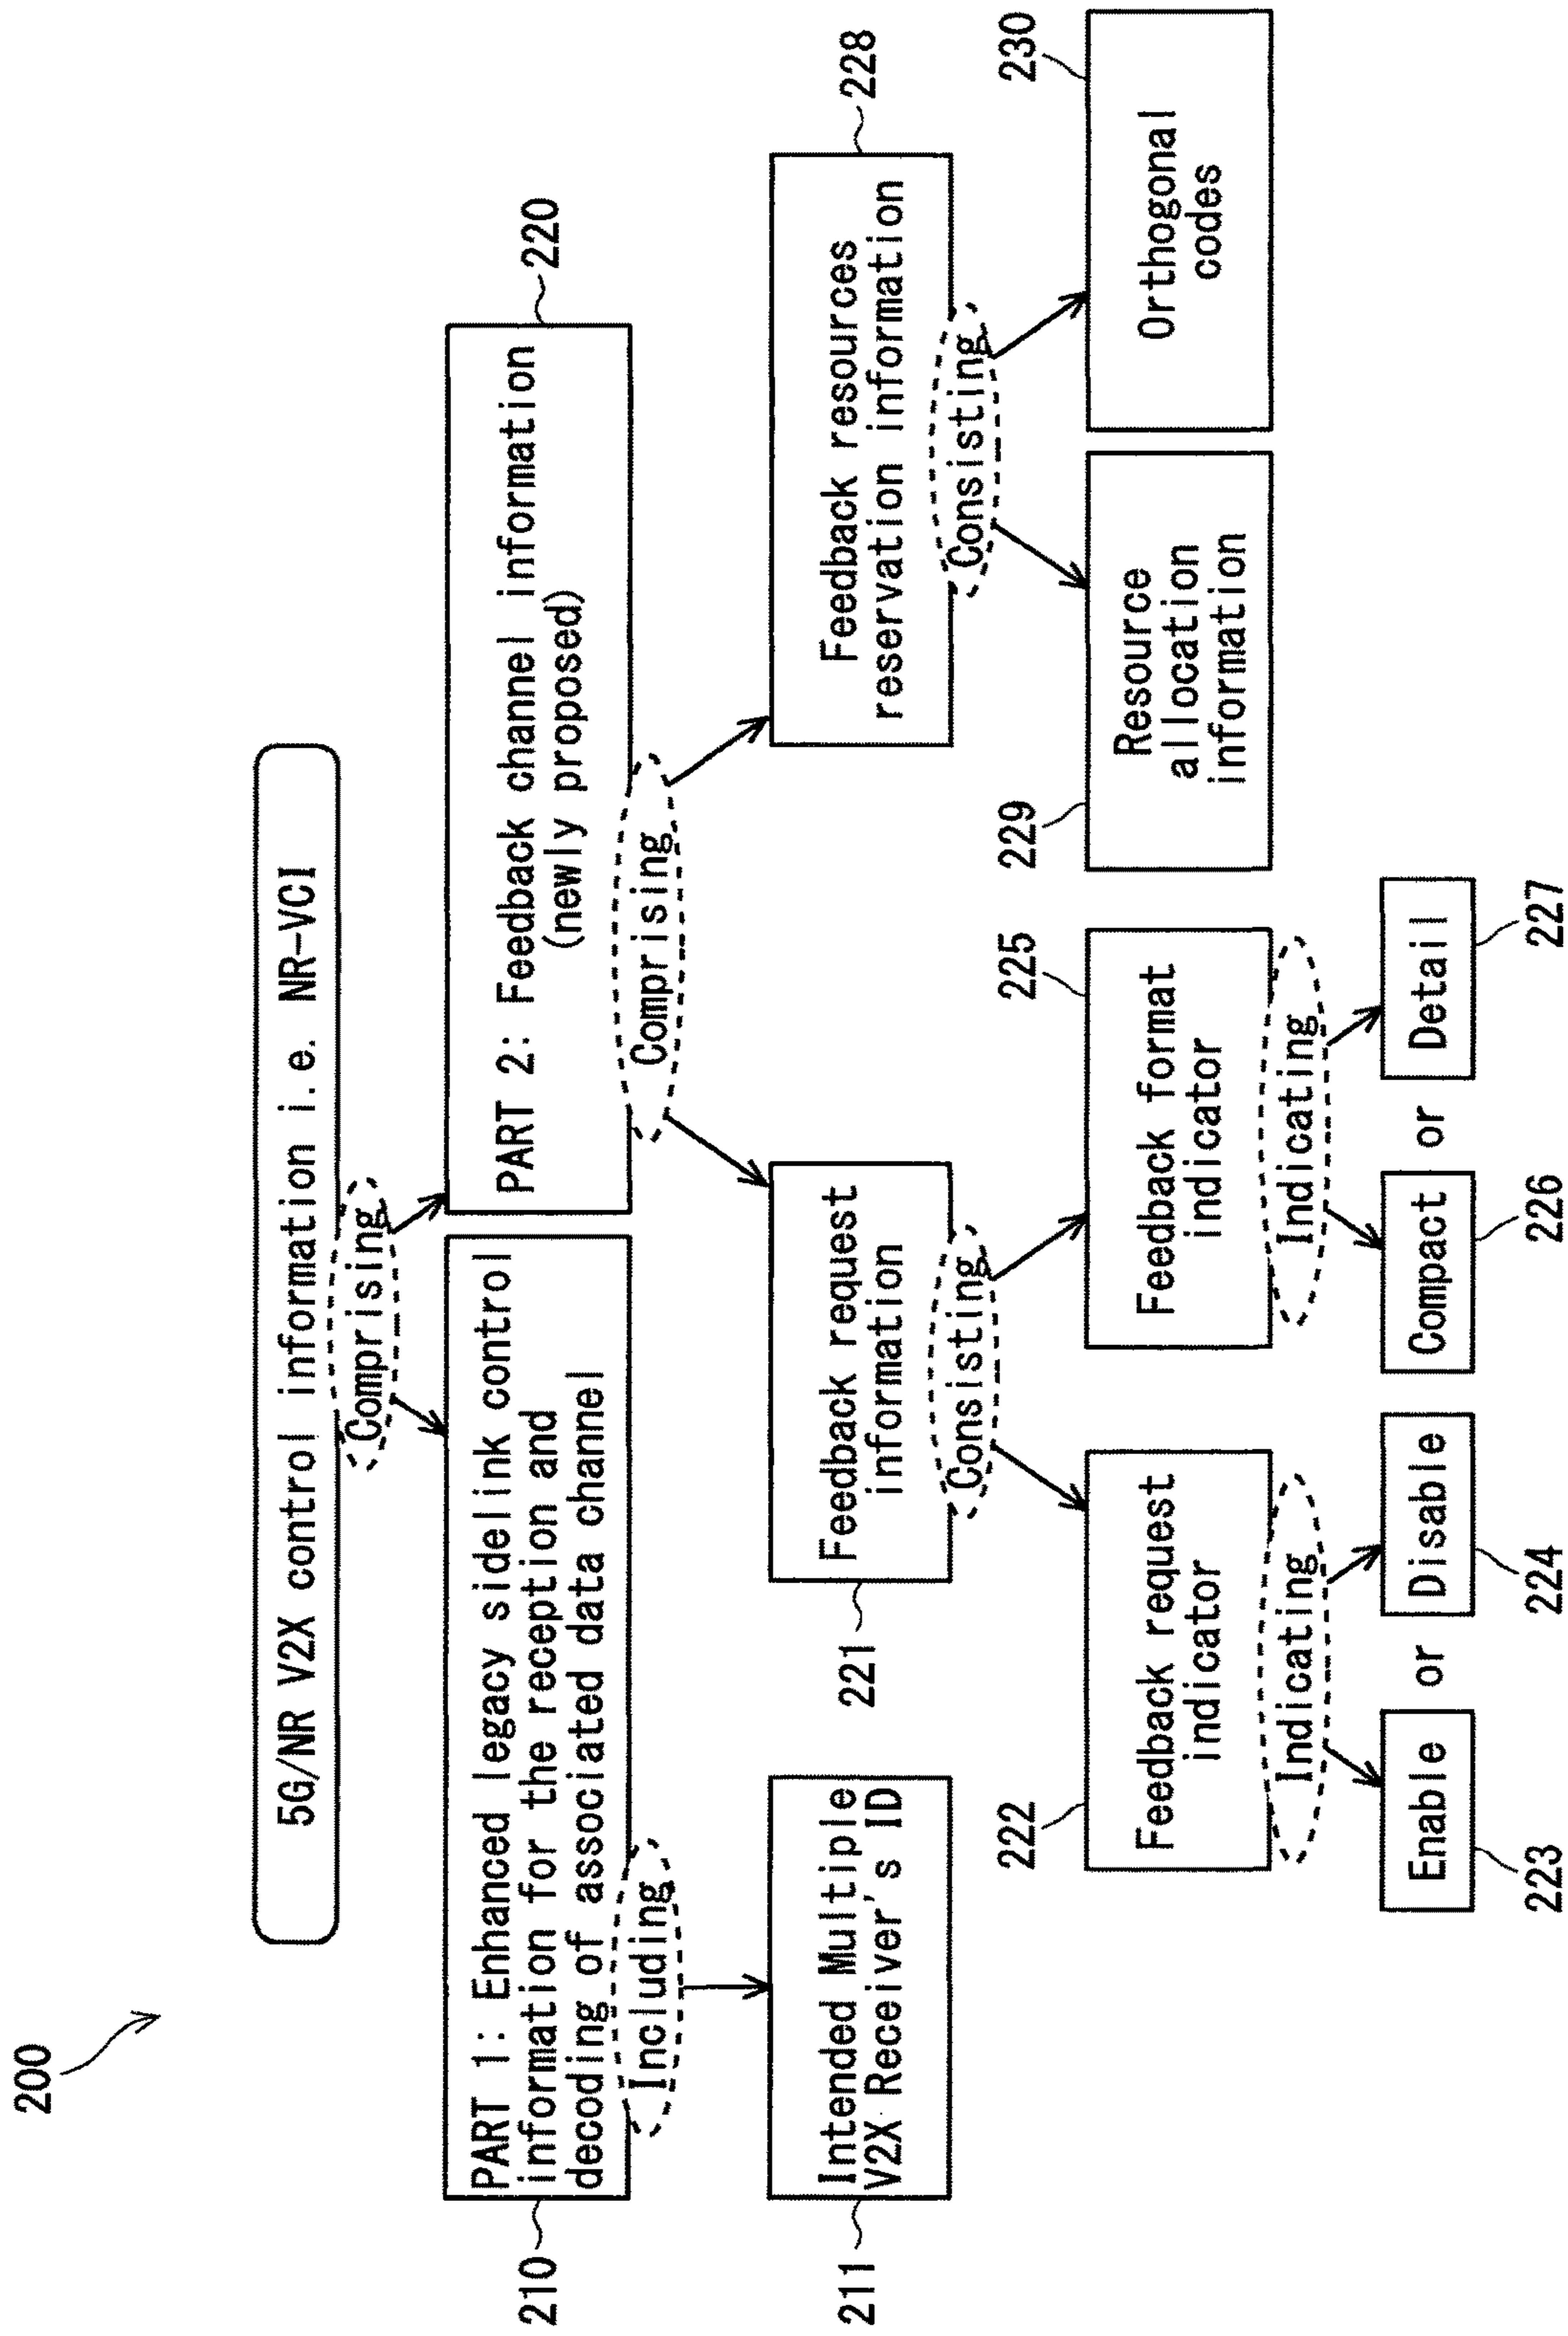 200
5G/NR V2X control information i.e. NR-VCI
Comprising
210
PART 1: Enhanced legacy sidelink control
information for the reception and
decoding of associated data channel
220
PART 2: Feedback channel information
(newly proposed)
Including
Comprising
211
Intended Multiple
V2X Receiver's ID
221
Feedback request
information
228
Feedback resources
reservation information
Consisting
Consisting
222
Feedback request
indicator
225
Feedback format
indicator
229
Resource
allocation
information
230
Orthogonal
codes
Indicating
Indicating
Enable or Disable
Compact or Detail
223
224
226
227